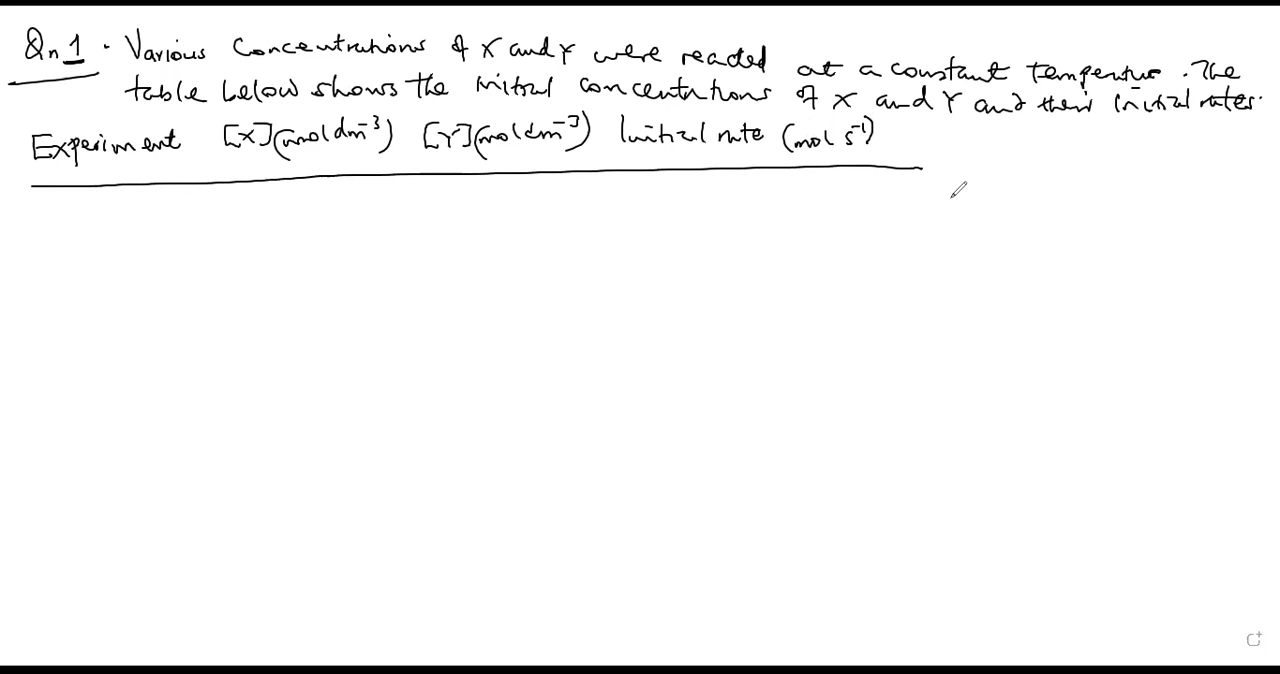 Qn 1. Various Concentrations of X and Y were reacted at a constant temperature. The
table below shows the initial concentrations of X and Y and their initial rates.
Experiment [X](mol dm⁻³) [Y](mol dm⁻³) Initial rate (mol s⁻¹)